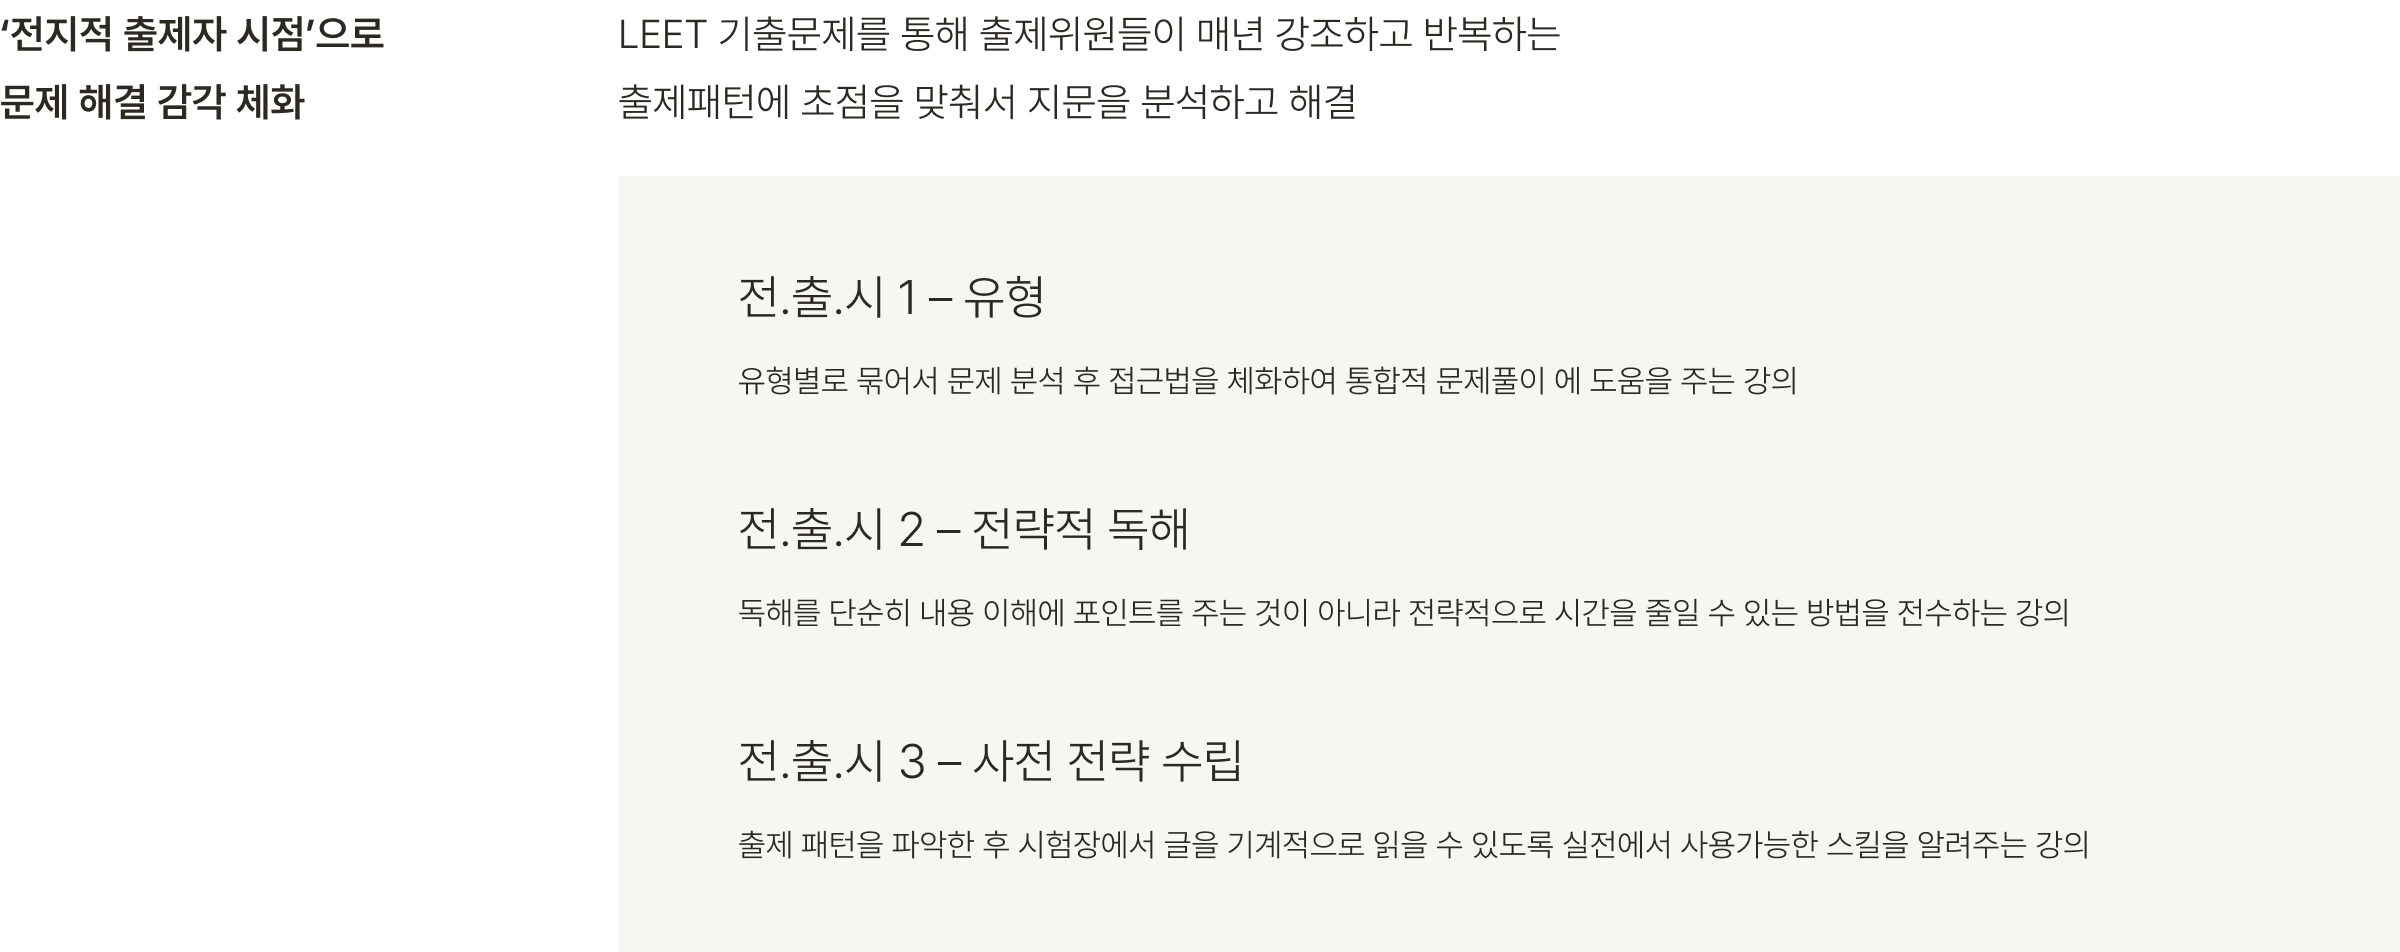 ‘전지적 출제자 시점’으로
문제 해결 감각 체화
LEET 기출문제를 통해 출제위원들이 매년 강조하고 반복하는
출제패턴에 초점을 맞춰서 지문을 분석하고 해결
전.출.시 1 – 유형
유형별로 묶어서 문제 분석 후 접근법을 체화하여 통합적 문제풀이 에 도움을 주는 강의
전.출.시 2 – 전략적 독해
독해를 단순히 내용 이해에 포인트를 주는 것이 아니라 전략적으로 시간을 줄일 수 있는 방법을 전수하는 강의
전.출.시 3 – 사전 전략 수립
출제 패턴을 파악한 후 시험장에서 글을 기계적으로 읽을 수 있도록 실전에서 사용가능한 스킬을 알려주는 강의